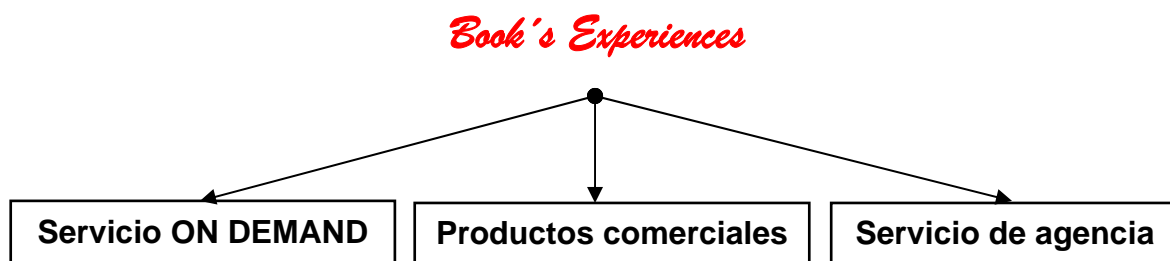 Book´s Experiences
Servicio ON DEMAND
Productos comerciales
Servicio de agencia